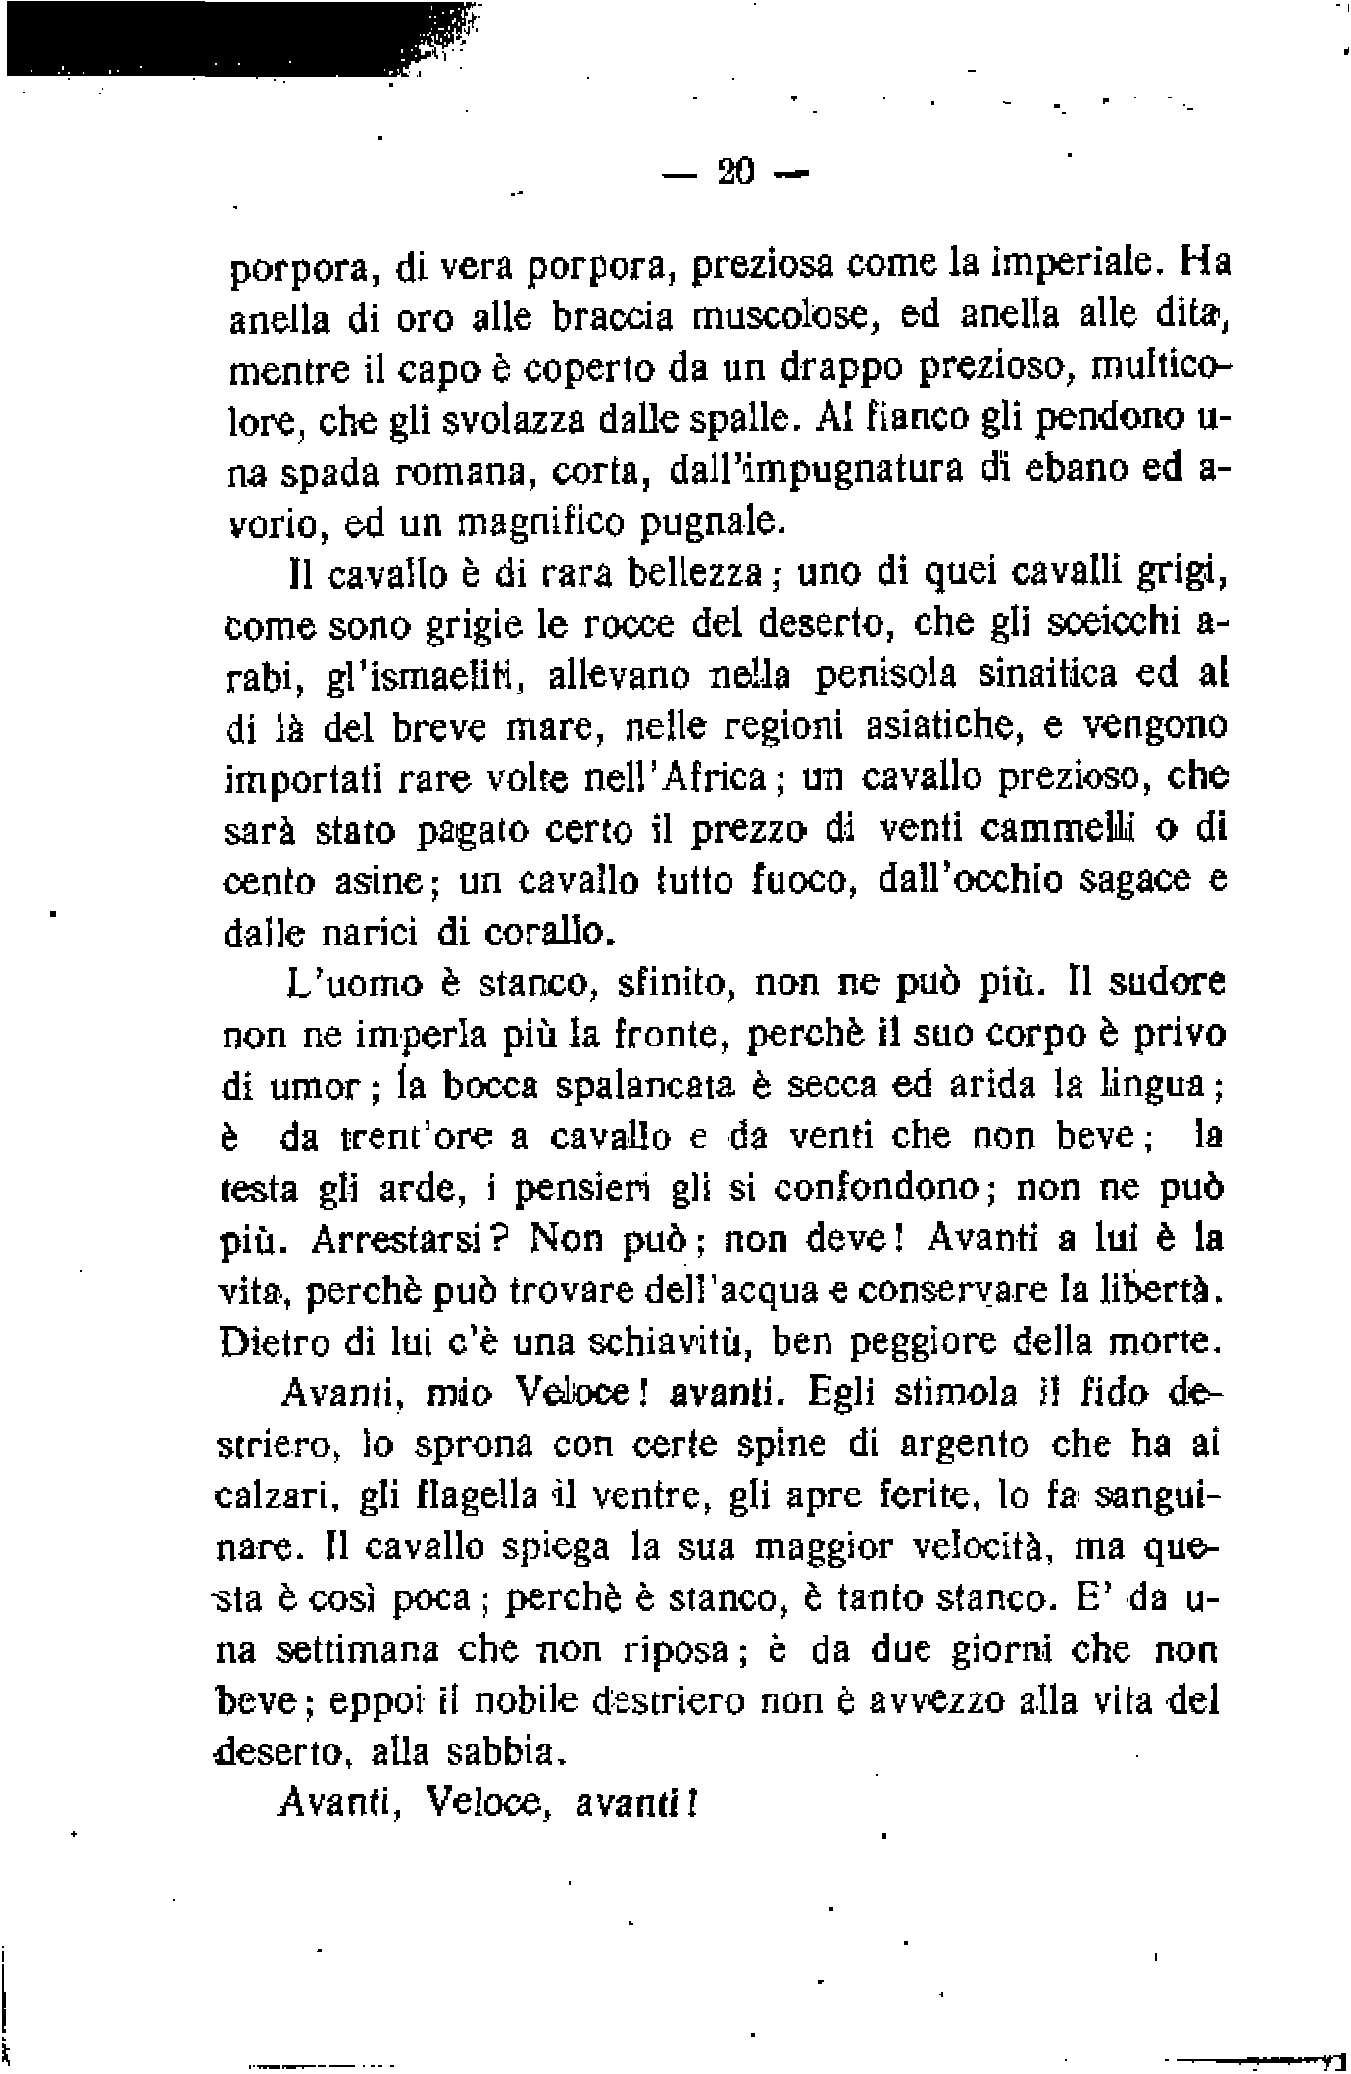 — 20 —
porpora, di vera porpora, preziosa come la imperiale. Ha
anella di oro alle braccia muscolose, ed anella alle dita,
mentre il capo è coperto da un drappo prezioso, multico-
lore, che gli svolazza dalle spalle. Al fianco gli pendono u-
na spada romana, corta, dall'impugnatura di ebano ed a-
vorio, ed un magnifico pugnale.
Il cavallo è di rara bellezza; uno di quei cavalli grigi,
come sono grigie le rocce del deserto, che gli sceicchi a-
rabi, gl'ismaeliti, allevano nella penisola sinaitica ed al
di là del breve mare, nelle regioni asiatiche, e vengono
importati rare volte nell'Africa; un cavallo prezioso, che
sarà stato pagato certo il prezzo di venti cammelli o di
cento asine; un cavallo tutto fuoco, dall'occhio sagace e
dalle narici di corallo.
L'uomo è stanco, sfinito, non ne può più. Il sudore
non ne imperla più la fronte, perchè il suo corpo è privo
di umor; la bocca spalancata è secca ed arida la lingua;
è da trent'ore a cavallo e da venti che non beve; la
testa gli arde, i pensieri gli si confondono; non ne può
più. Arrestarsi? Non può; non deve! Avanti a lui è la
vita, perchè può trovare dell'acqua e conservare la libertà.
Dietro di lui c'è una schiavitù, ben peggiore della morte.
Avanti, mio Veloce! avanti. Egli stimola il fido de-
striero, lo sprona con certe spine di argento che ha ai
calzari, gli flagella il ventre, gli apre ferite, lo fa sangui-
nare. Il cavallo spiega la sua maggior velocità, ma que-
sta è così poca; perchè è stanco, è tanto stanco. E' da u-
na settimana che non riposa; è da due giorni che non
beve; eppoi il nobile destriero non è avvezzo alla vita del
deserto, alla sabbia.
Avanti, Veloce, avanti!